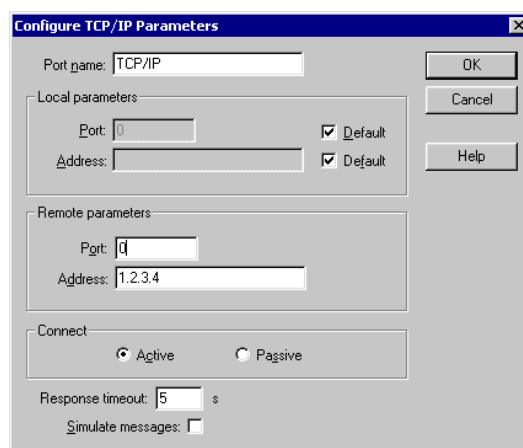 Configure TCP/IP Parameters
Port name: TCP/IP
OK
Local parameters
Cancel
Port: 0
Default
Address:
Default
Help
Remote parameters
Port: 0
Address: 1.2.3.4
Connect
Active
Passive
Response timeout: 5 s
Simulate messages: